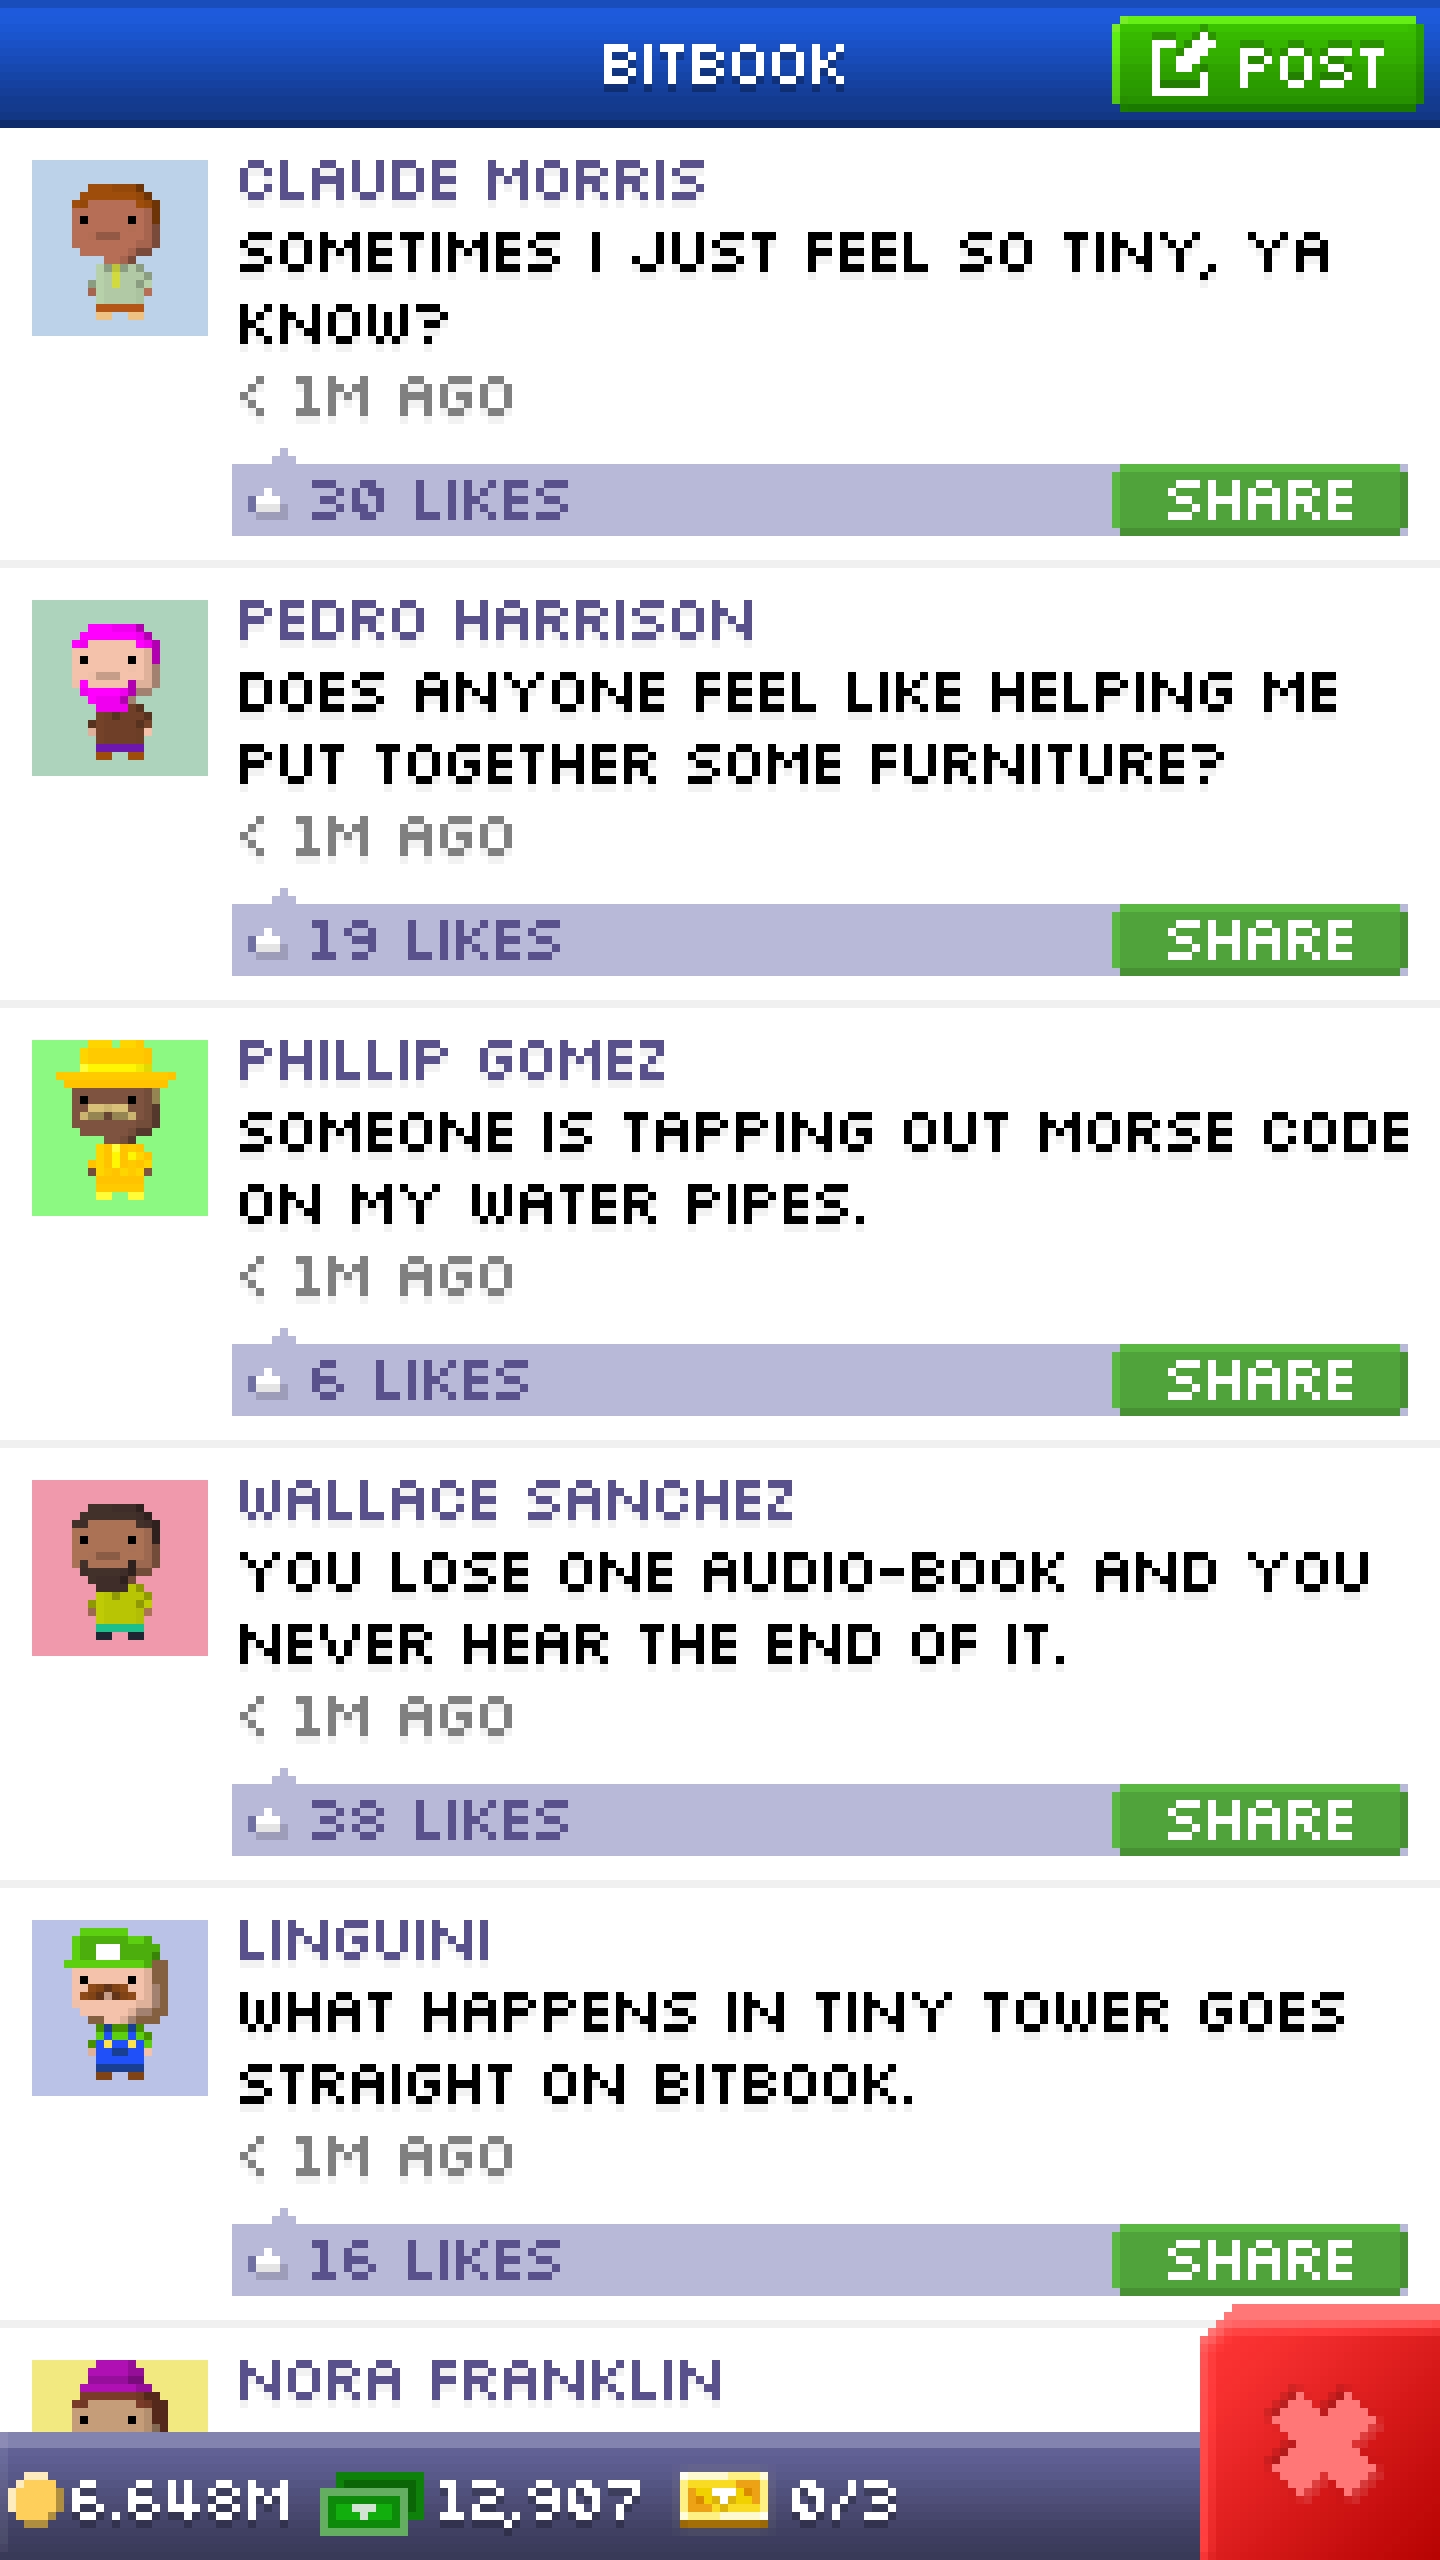 BITBOOK
POST
CLAUDE MORRIS
SOMETIMES I JUST FEEL SO TINY, YA
KNOW?
< 1M AGO
30 LIKES
SHARE
PEDRO HARRISON
DOES ANYONE FEEL LIKE HELPING ME
PUT TOGETHER SOME FURNITURE?
< 1M AGO
19 LIKES
SHARE
PHILLIP GOMEZ
SOMEONE IS TAPPING OUT MORSE CODE
ON MY WATER PIPES.
< 1M AGO
6 LIKES
SHARE
WALLACE SANCHEZ
YOU LOSE ONE AUDIO-BOOK AND YOU
NEVER HEAR THE END OF IT.
< 1M AGO
38 LIKES
SHARE
LINGUINI
WHAT HAPPENS IN TINY TOWER GOES
STRAIGHT ON BITBOOK.
< 1M AGO
16 LIKES
SHARE
NORA FRANKLIN
6.648M 12,907 0/3